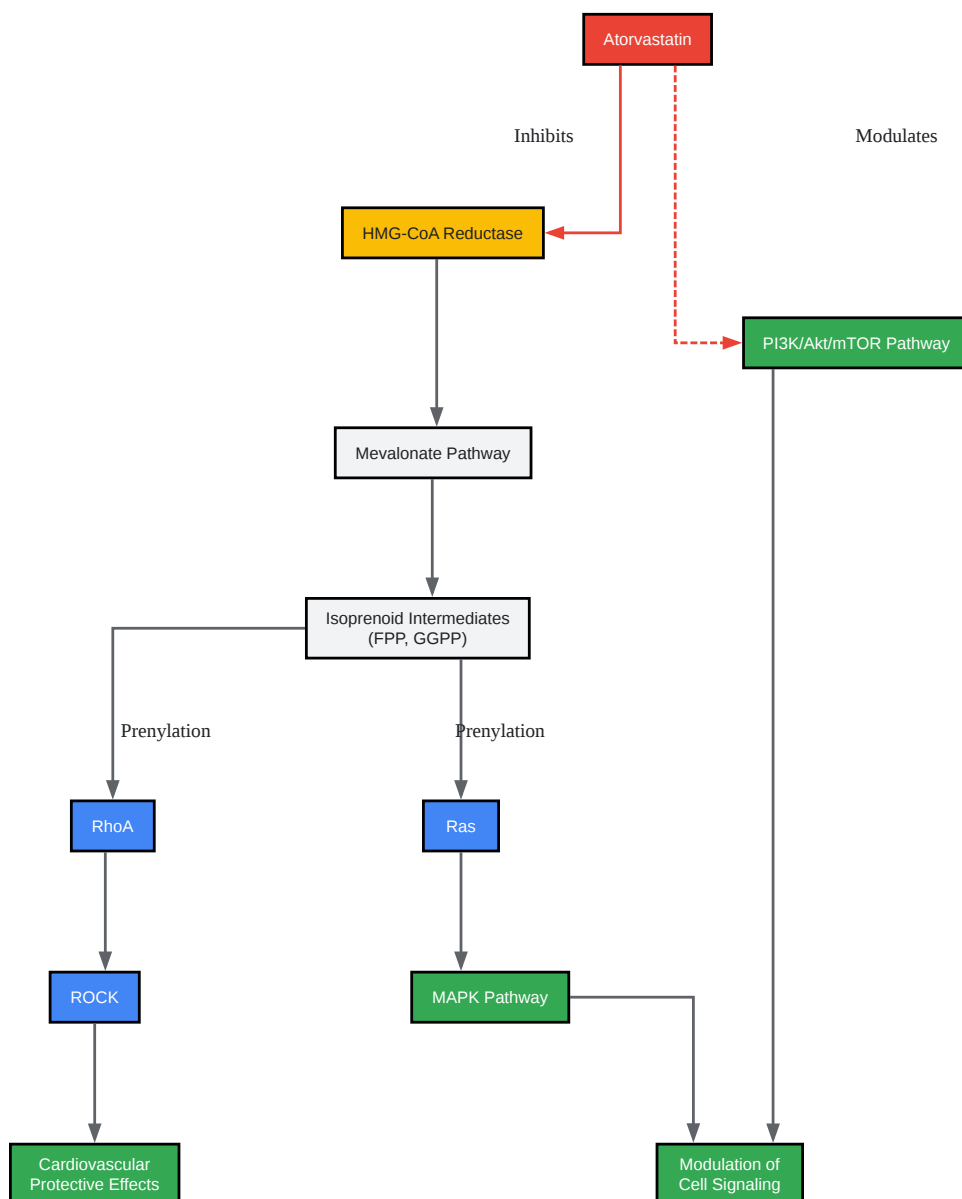 Atorvastatin
Inhibits
Modulates
HMG-CoA Reductase
PI3K/Akt/mTOR Pathway
Mevalonate Pathway
Isoprenoid Intermediates
(FPP, GGPP)
Prenylation
Prenylation
RhoA
Ras
ROCK
MAPK Pathway
Cardiovascular
Protective Effects
Modulation of
Cell Signaling